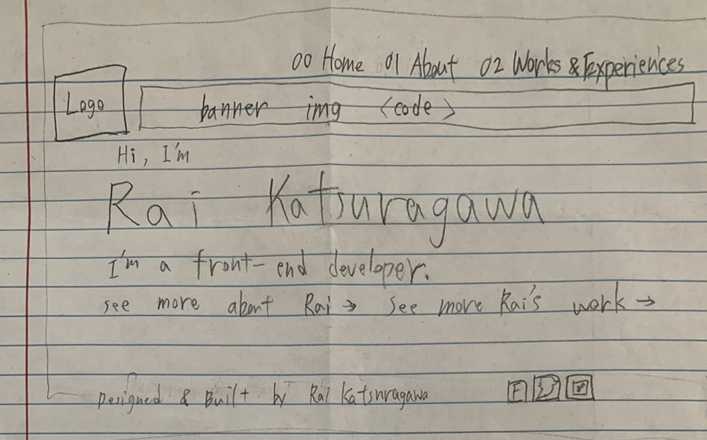 00 Home 01 About 02 Works & Experiences
Logo
banner img <code>
Hi, I'm
Rai Katsuragawa
I'm a front-end developer.
see more about Rai → see more Rai's work →
Designed & Built by Rai Katsuragawa